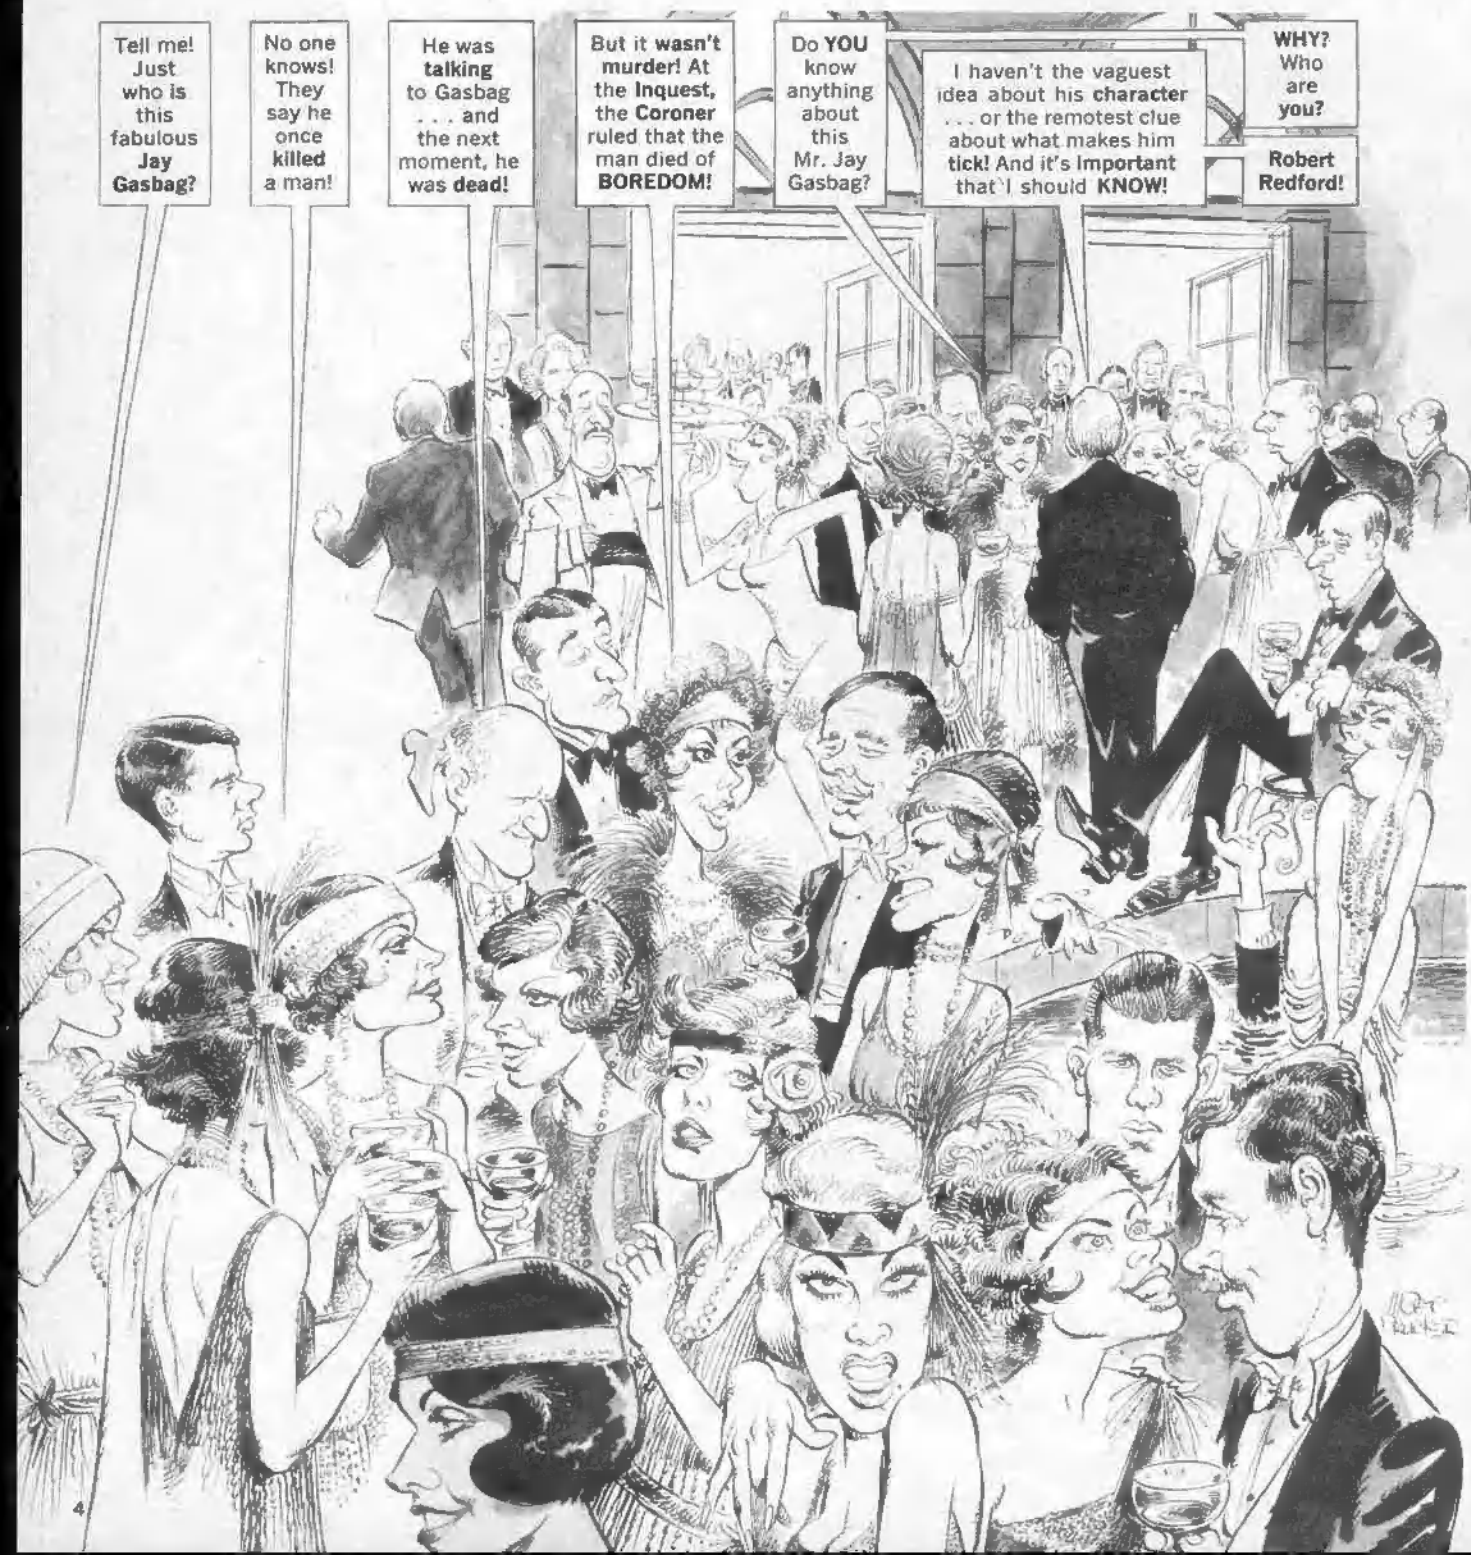 Tell me!
Just
who is
this
fabulous
Jay
Gasbag?
No one
knows!
They
say he
once
killed
a man!
He was
talking
to Gasbag
. . . and
the next
moment, he
was dead!
But it wasn't
murder! At
the Inquest,
the Coroner
ruled that the
man died of
BOREDOM!
Do YOU
know
anything
about
this
Mr. Jay
Gasbag?
I haven't the vaguest
idea about his character
. . . or the remotest clue
about what makes him
tick! And it's important
that I should KNOW!
WHY?
Who
are
you?
Robert
Redford!
4